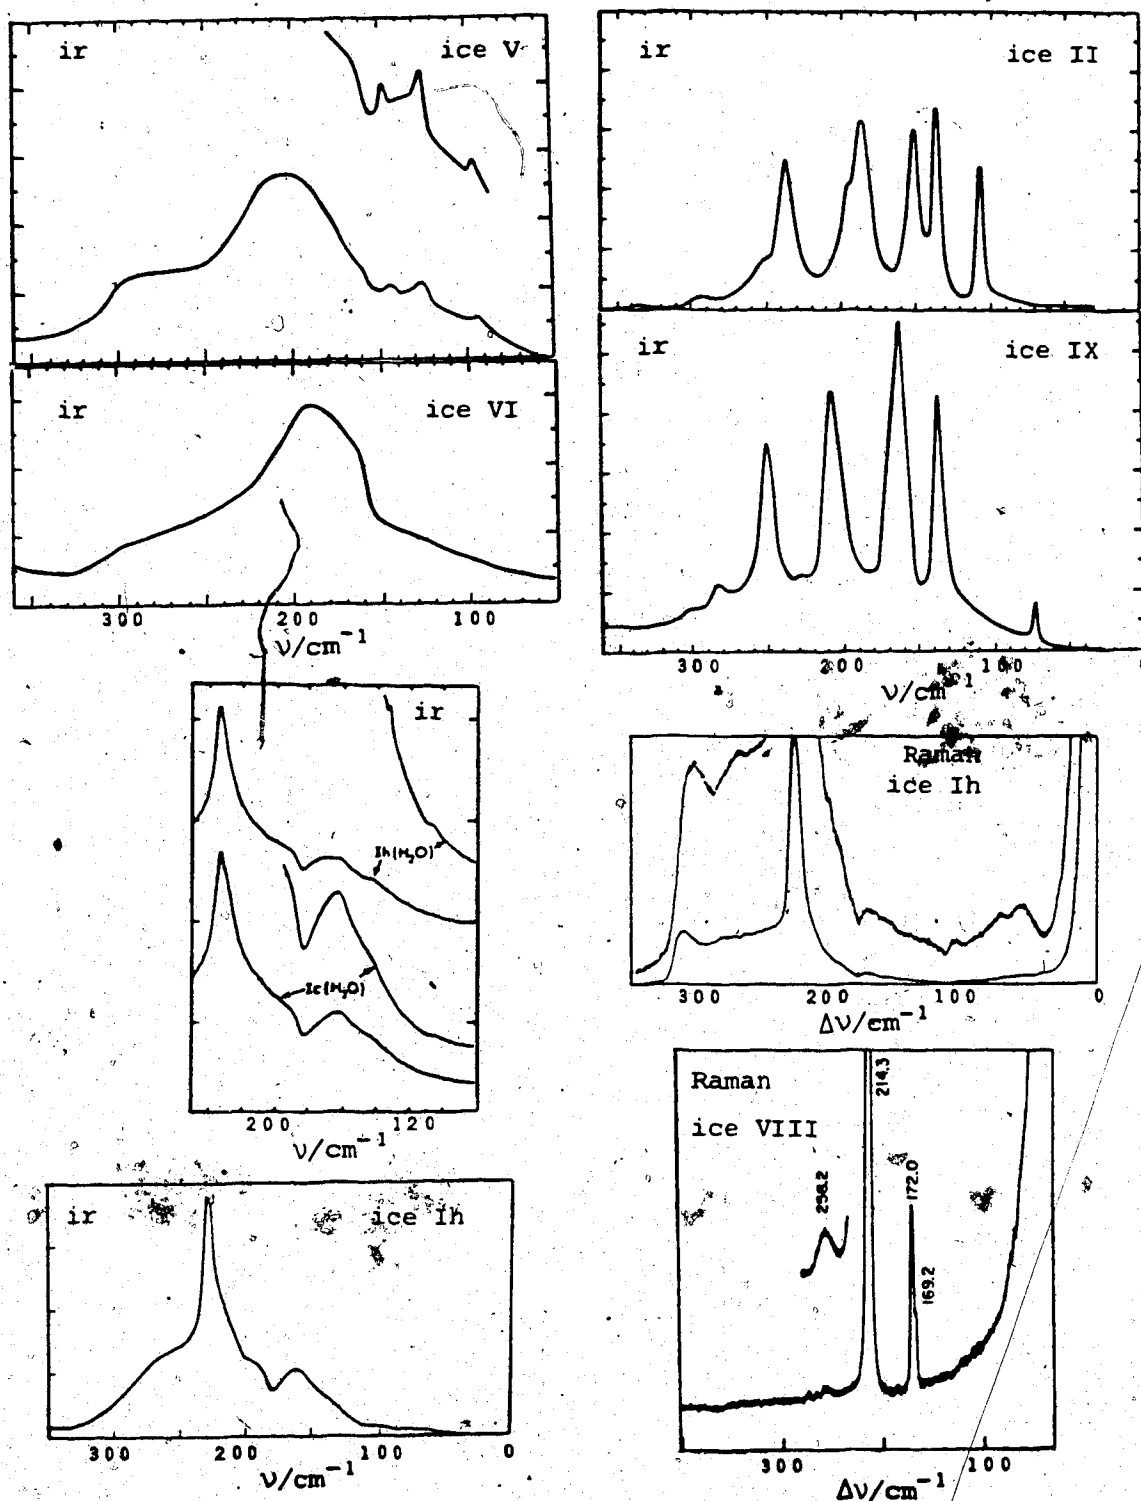 ir ice V
ir ice VI
300 200 100
ν/cm⁻¹
ir ice II
ir ice IX
300 200 100
ν/cm⁻¹
ir
Ih(H₂O)
Ic(H₂O)
200 120
ν/cm⁻¹
Raman
ice Ih
300 200 100 0
Δν/cm⁻¹
ir ice Ih
300 200 100 0
ν/cm⁻¹
Raman
ice VIII
258.2
214.3
172.0
169.2
300 100
Δν/cm⁻¹